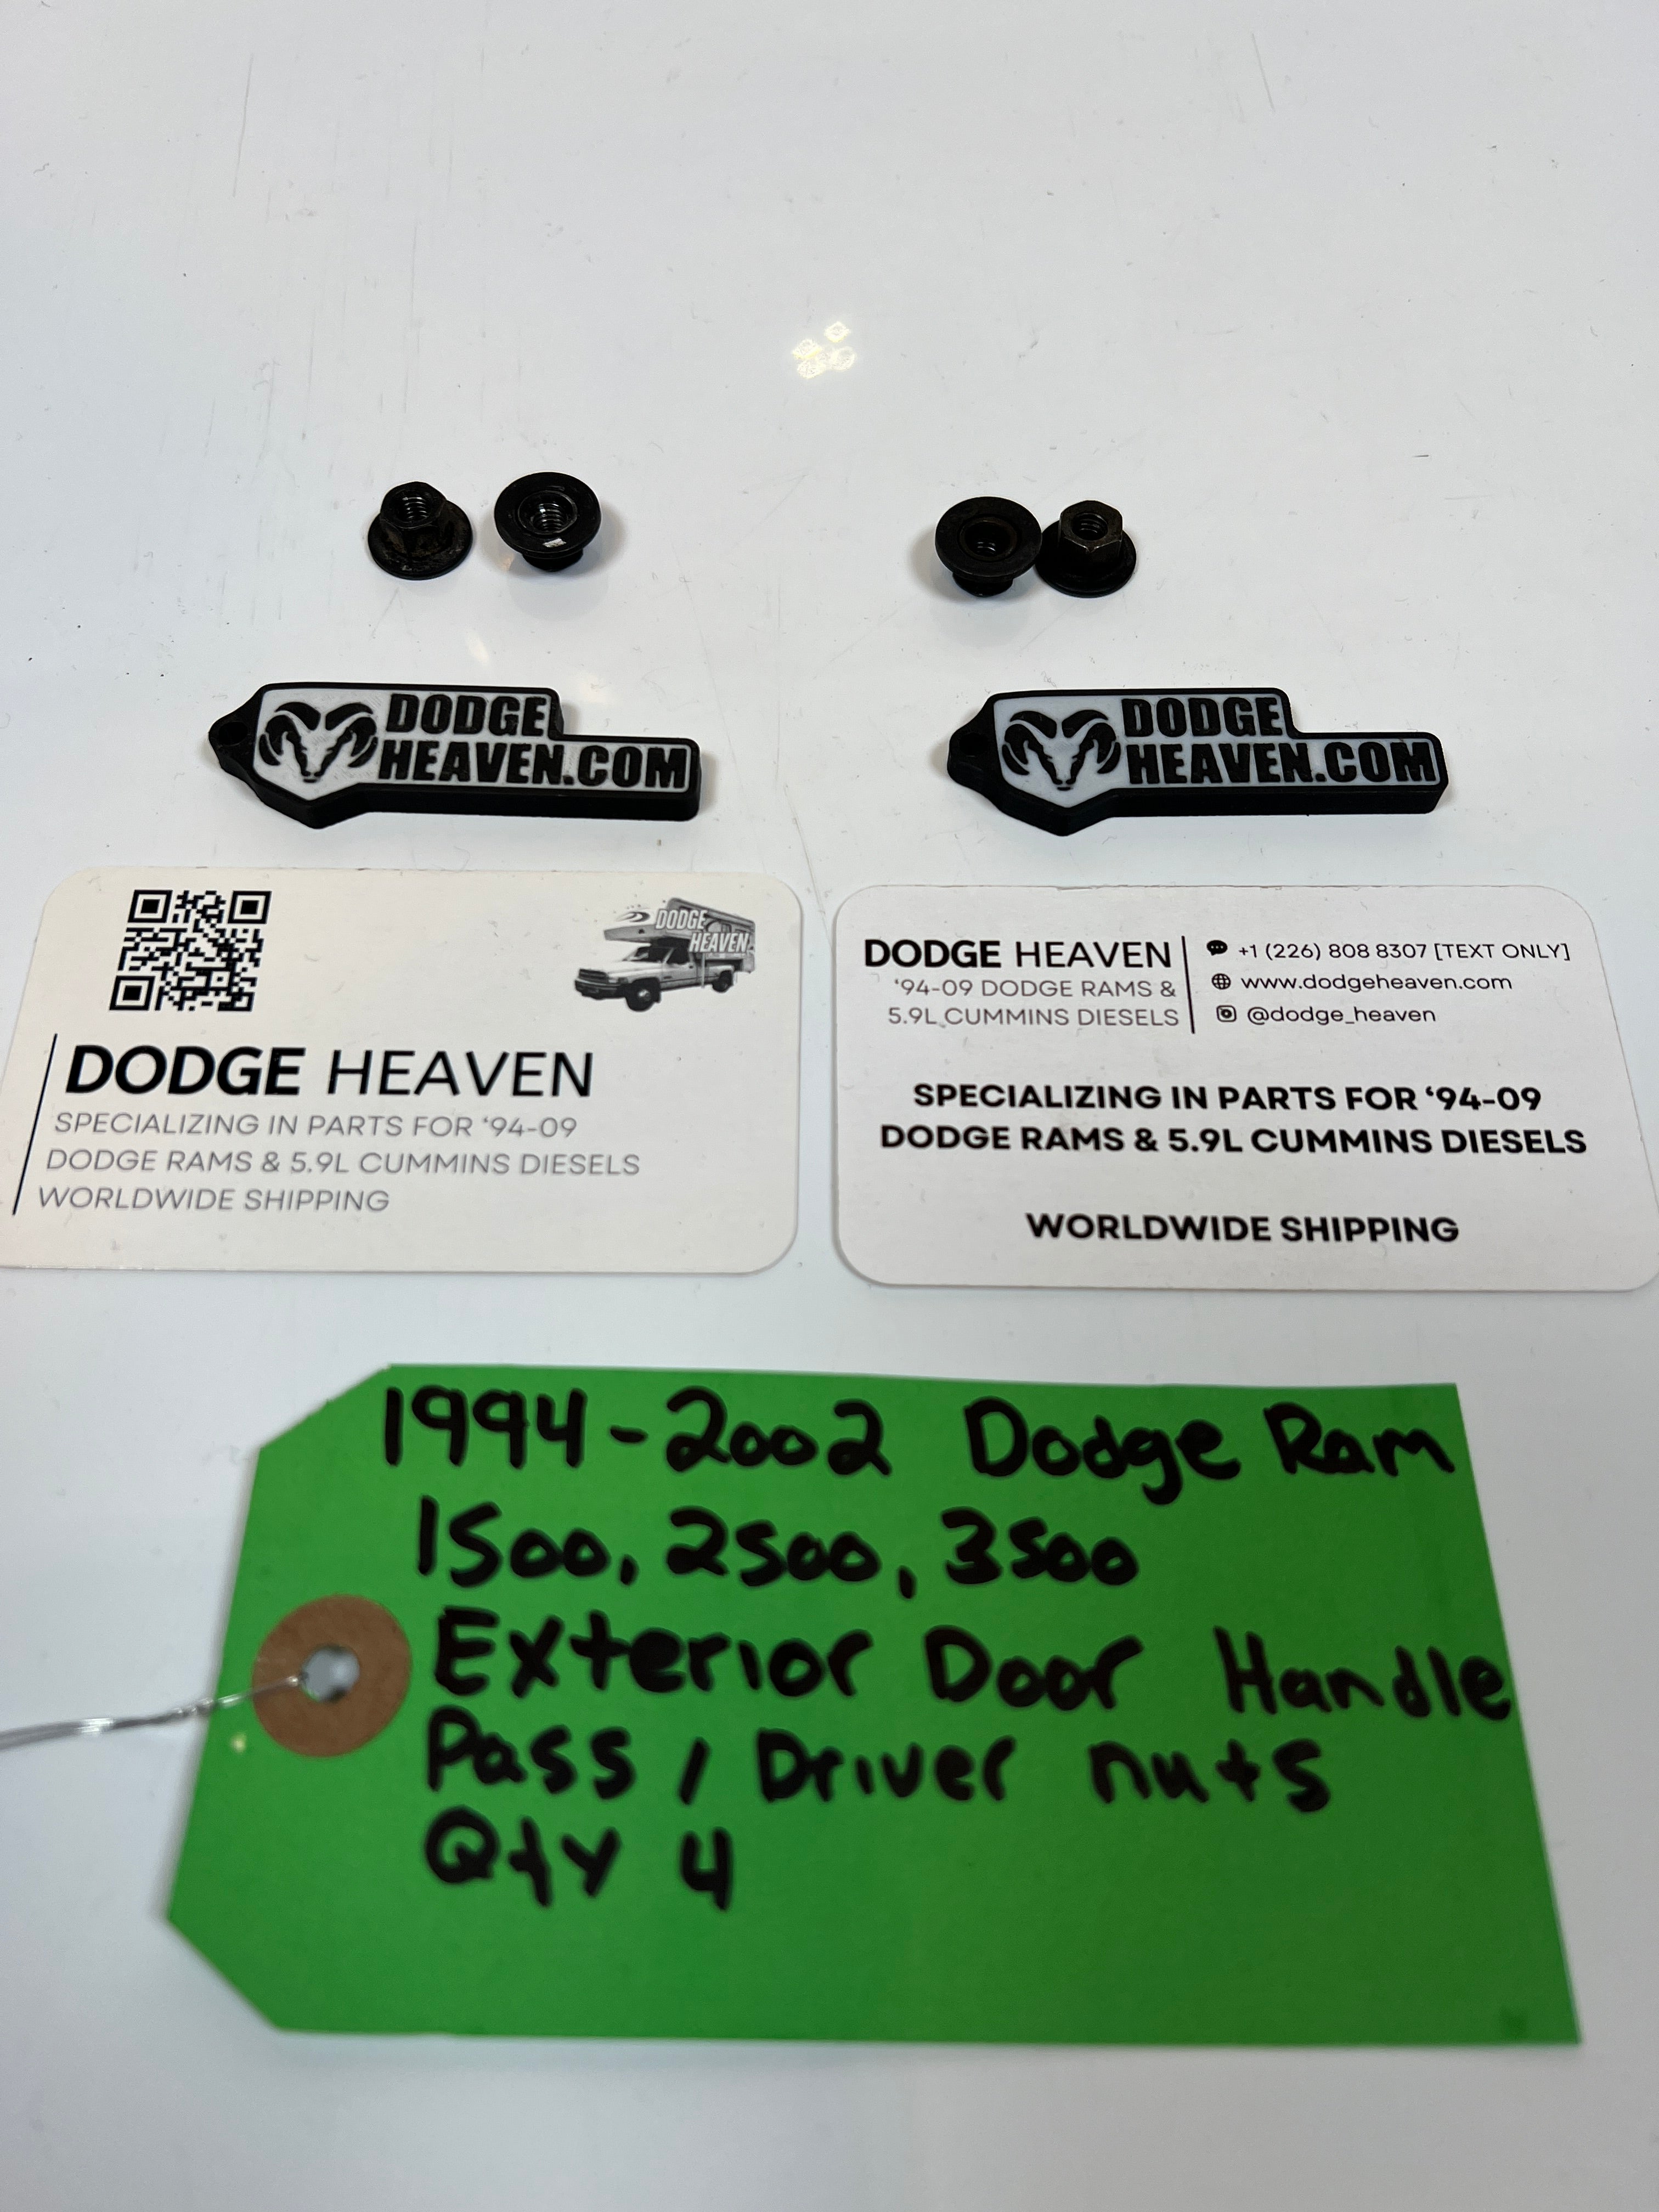 DODGE
HEAVEN.COM
DODGE
HEAVEN.COM
DODGE
HEAVEN
DODGE HEAVEN
SPECIALIZING IN PARTS FOR ‘94-09
DODGE RAMS & 5.9L CUMMINS DIESELS
WORLDWIDE SHIPPING
DODGE HEAVEN
‘94-09 DODGE RAMS &
5.9L CUMMINS DIESELS
+1 (226) 808 8307 [TEXT ONLY]
www.dodgeheaven.com
@dodge_heaven
SPECIALIZING IN PARTS FOR ‘94-09
DODGE RAMS & 5.9L CUMMINS DIESELS
WORLDWIDE SHIPPING
1994-2002 Dodge Ram
1500, 2500, 3500
Exterior Door Handle
Pass / Driver nuts
Qty 4